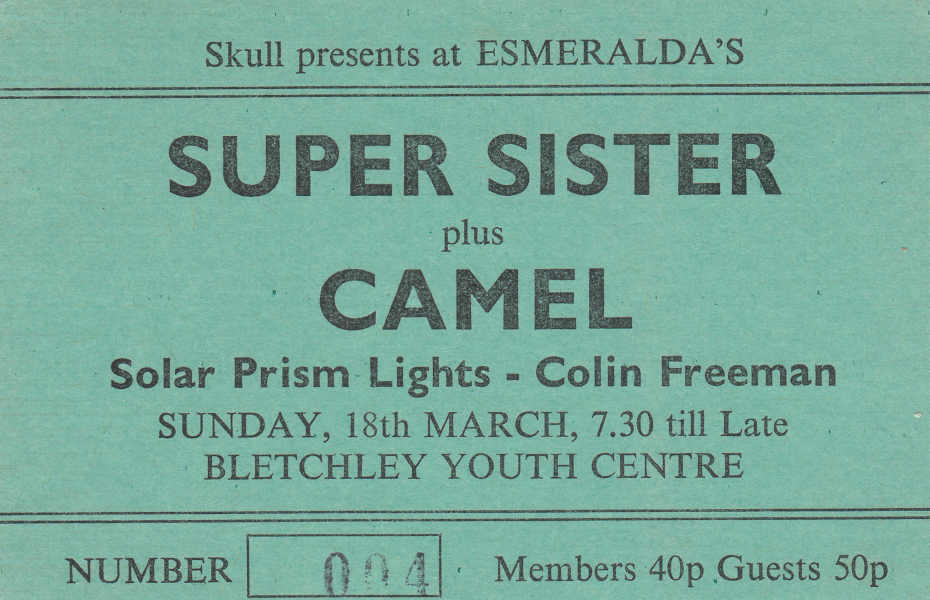 Skull presents at ESMERALDA'S
SUPER SISTER
plus
CAMEL
Solar Prism Lights - Colin Freeman
SUNDAY, 18th MARCH, 7.30 till Late
BLETCHLEY YOUTH CENTRE
NUMBER
Members 40p Guests 50p